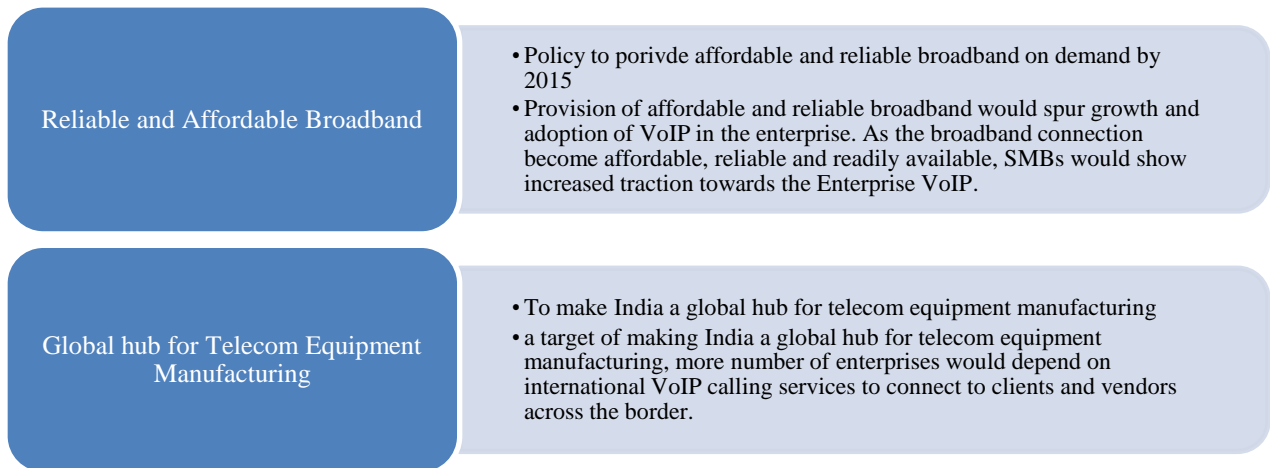 Reliable and Affordable Broadband
• Policy to porivde affordable and reliable broadband on demand by
2015
• Provision of affordable and reliable broadband would spur growth and
adoption of VoIP in the enterprise. As the broadband connection
become affordable, reliable and readily available, SMBs would show
increased traction towards the Enterprise VoIP.
Global hub for Telecom Equipment
Manufacturing
• To make India a global hub for telecom equipment manufacturing
• a target of making India a global hub for telecom equipment
manufacturing, more number of enterprises would depend on
international VoIP calling services to connect to clients and vendors
across the border.